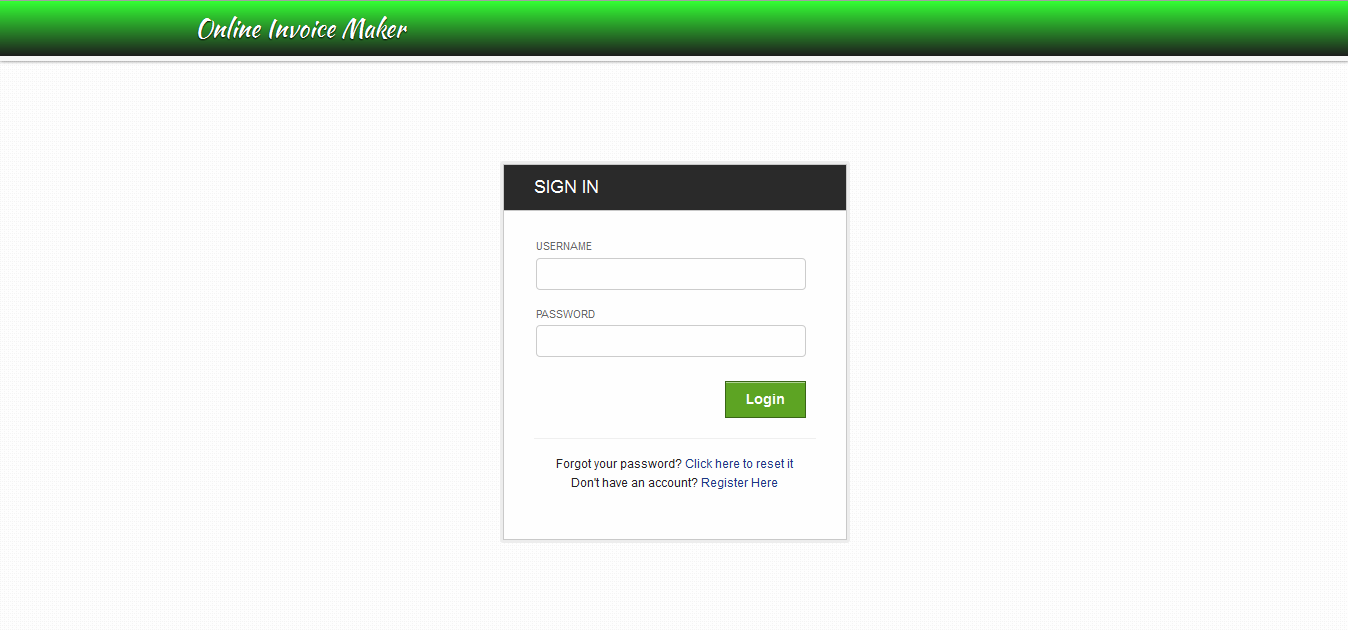 Online Invoice Maker
SIGN IN
USERNAME
PASSWORD
Login
Forgot your password? Click here to reset it
Don't have an account? Register Here